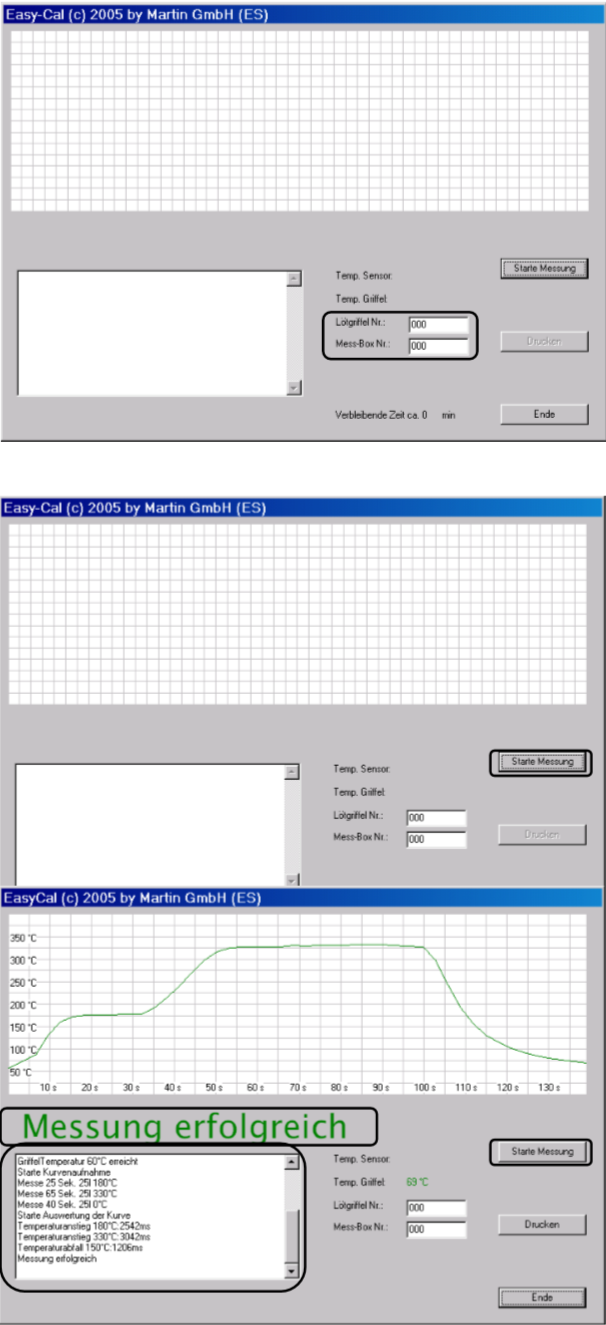 Easy-Cal (c) 2005 by Martin GmbH (ES)
Temp. Sensor:
Starte Messung
Temp. Griffel:
Lötgriffel Nr.: 000
Mess-Box Nr.: 000
Drucken
Verbleibende Zeit ca. 0 min
Ende
Easy-Cal (c) 2005 by Martin GmbH (ES)
Temp. Sensor:
Starte Messung
Temp. Griffel:
Lötgriffel Nr.: 000
Mess-Box Nr.: 000
Drucken
EasyCal (c) 2005 by Martin GmbH (ES)
350 °C
300 °C
250 °C
200 °C
150 °C
100 °C
50 °C
10 s 20 s 30 s 40 s 50 s 60 s 70 s 80 s 90 s 100 s 110 s 120 s 130 s
Messung erfolgreich
GriffelTemperatur 60°C erreicht
Starte Kurvenaufnahme
Messe 25 Sek. 25l 180°C
Messe 65 Sek. 25l 330°C
Messe 40 Sek. 25l 0°C
Starte Auswertung der Kurve
Temperaturanstieg 180°C:2542ms
Temperaturanstieg 330°C:3042ms
Temperaturabfall 150°C:1206ms
Messung erfolgreich
Temp. Sensor:
Starte Messung
Temp. Griffel: 69 °C
Lötgriffel Nr.: 000
Mess-Box Nr.: 000
Drucken
Ende